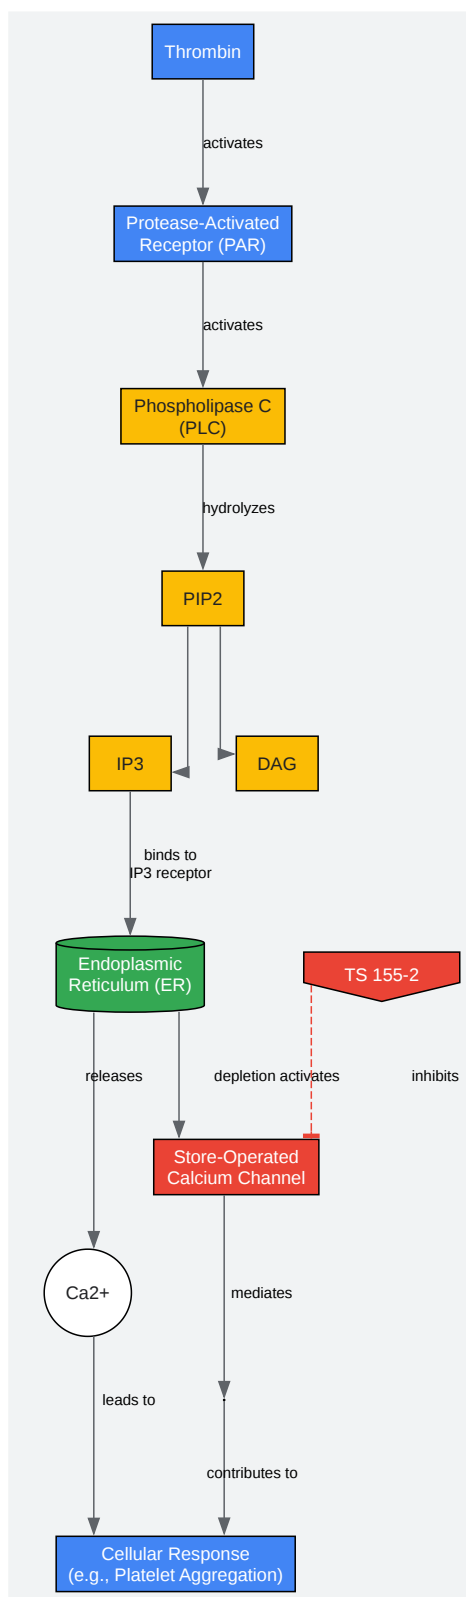 Thrombin
activates
Protease-Activated
Receptor (PAR)
activates
Phospholipase C
(PLC)
hydrolyzes
PIP2
IP3
DAG
binds to
IP3 receptor
Endoplasmic
Reticulum (ER)
TS 155-2
releases
depletion activates
inhibits
Store-Operated
Calcium Channel
Ca2+
mediates
leads to
contributes to
Cellular Response
(e.g., Platelet Aggregation)